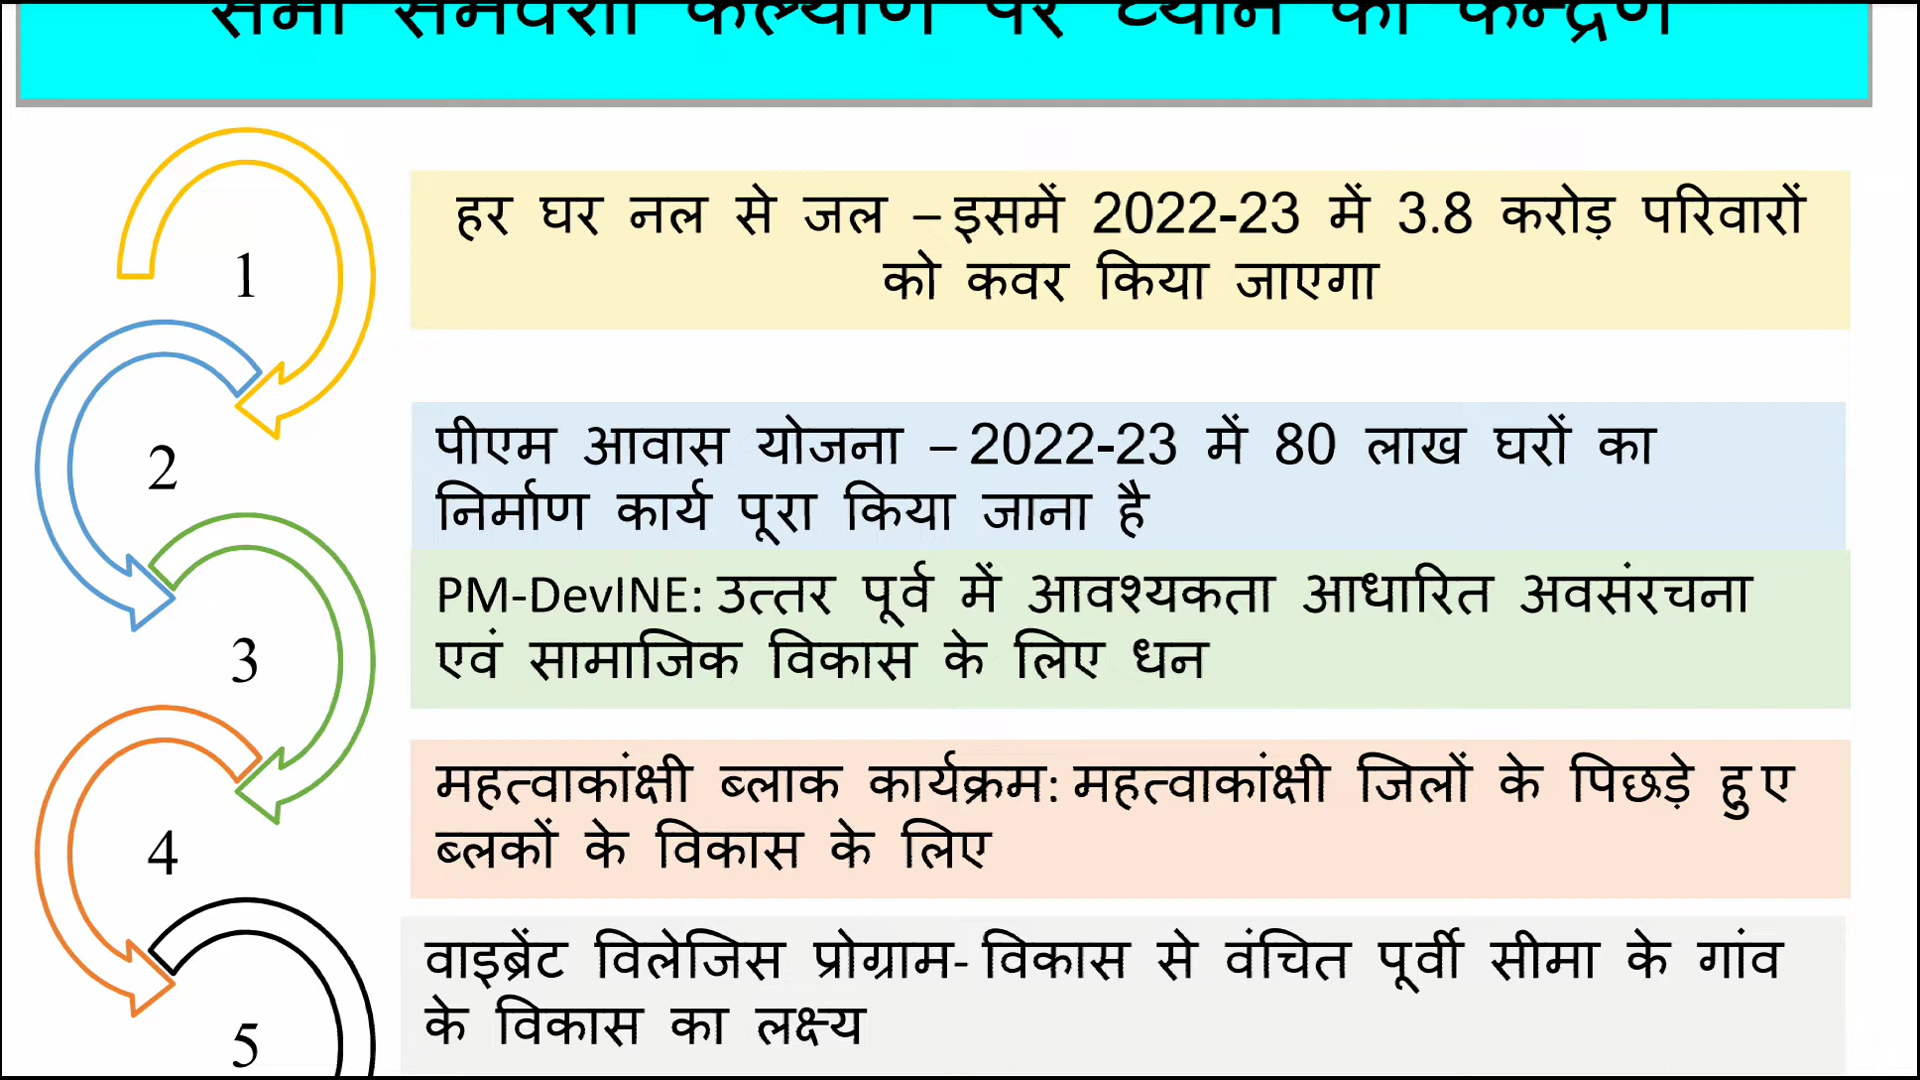 कल्याण पर ध्यान
1
हर घर नल से जल – इसमें 2022-23 में 3.8 करोड़ परिवारों
को कवर किया जाएगा
2
पीएम आवास योजना – 2022-23 में 80 लाख घरों का
निर्माण कार्य पूरा किया जाना है
3
PM-DevINE: उत्तर पूर्व में आवश्यकता आधारित अवसंरचना
एवं सामाजिक विकास के लिए धन
4
महत्वाकांक्षी ब्लाक कार्यक्रम: महत्वाकांक्षी जिलों के पिछड़े हुए
ब्लकों के विकास के लिए
5
वाइब्रेंट विलेजिस प्रोग्राम- विकास से वंचित पूर्वी सीमा के गांव
के विकास का लक्ष्य